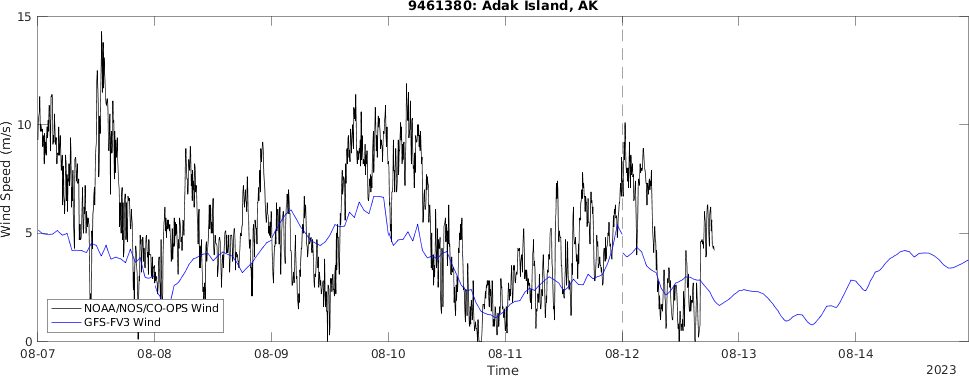 9461380: Adak Island, AK
15
10
5
0
Wind Speed (m/s)
NOAA/NOS/CO-OPS Wind
GFS-FV3 Wind
08-07 08-08 08-09 08-10 08-11 08-12 08-13 08-14
Time
2023